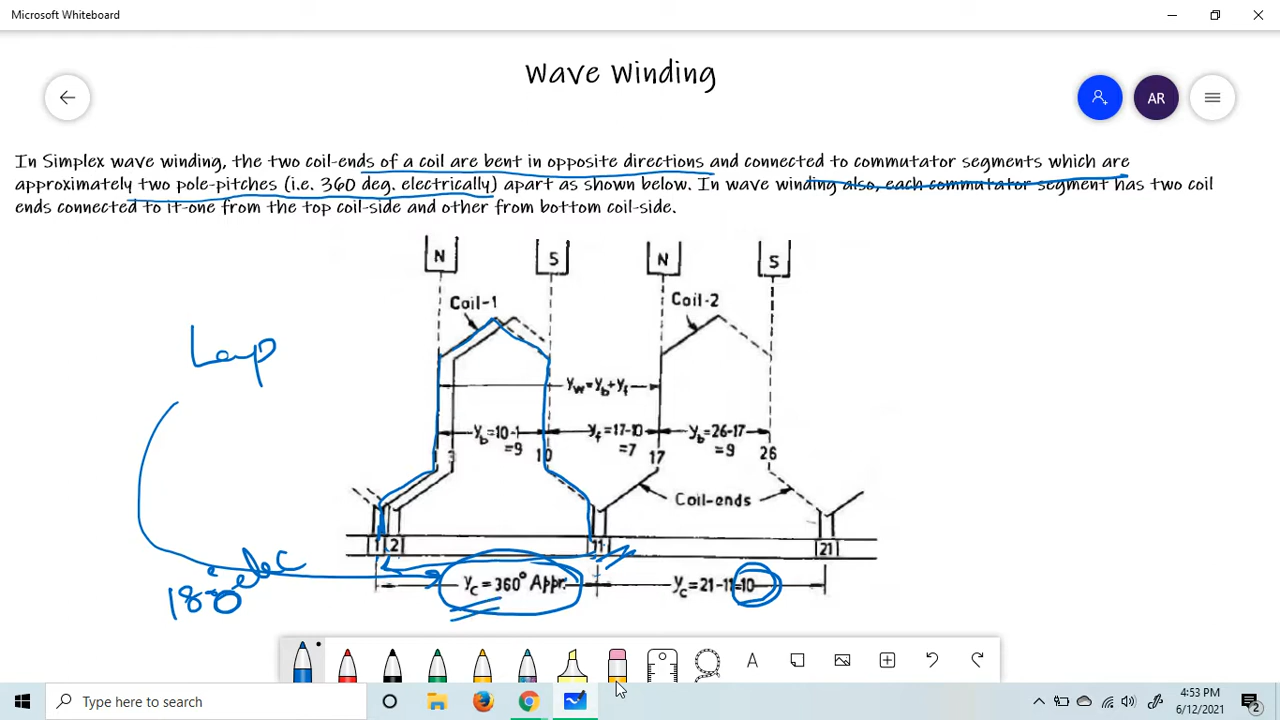 Microsoft Whiteboard
Wave Winding
AR
In Simplex wave winding, the two coil-ends of a coil are bent in opposite directions and connected to commutator segments which are
approximately two pole-pitches (i.e. 360 deg. electrically) apart as shown below. In wave winding also, each commutator segment has two coil
ends connected to it-one from the top coil-side and other from bottom coil-side.
N S N S
Coil-1 Coil-2
Lap
Yw=Yb+Yf
Yb=10-1 Yf=17-10 Yb=26-17
=9 =7 =9
1 3 10 17 26
Coil-ends
1 2 11 21
Yc = 360° Appr. Yc = 21-11=10
180° elec
A
Type here to search
4:53 PM
6/12/2021
2